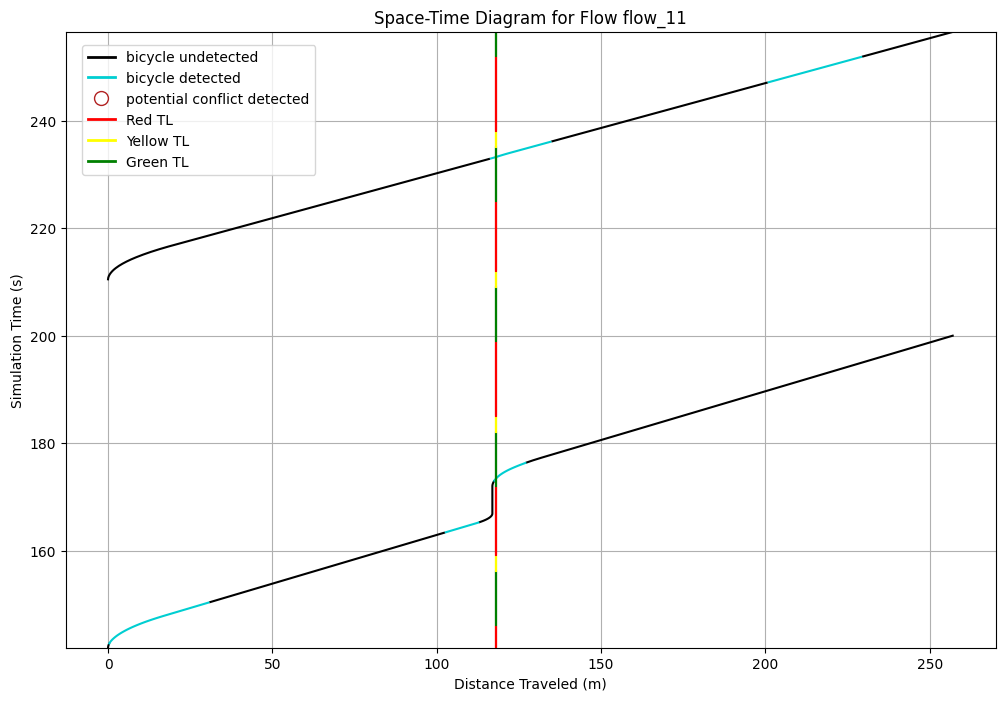 Space-Time Diagram for Flow flow_11
bicycle undetected
bicycle detected
potential conflict detected
Red TL
Yellow TL
Green TL
Simulation Time (s)
240
220
200
180
160
0 50 100 150 200 250
Distance Traveled (m)